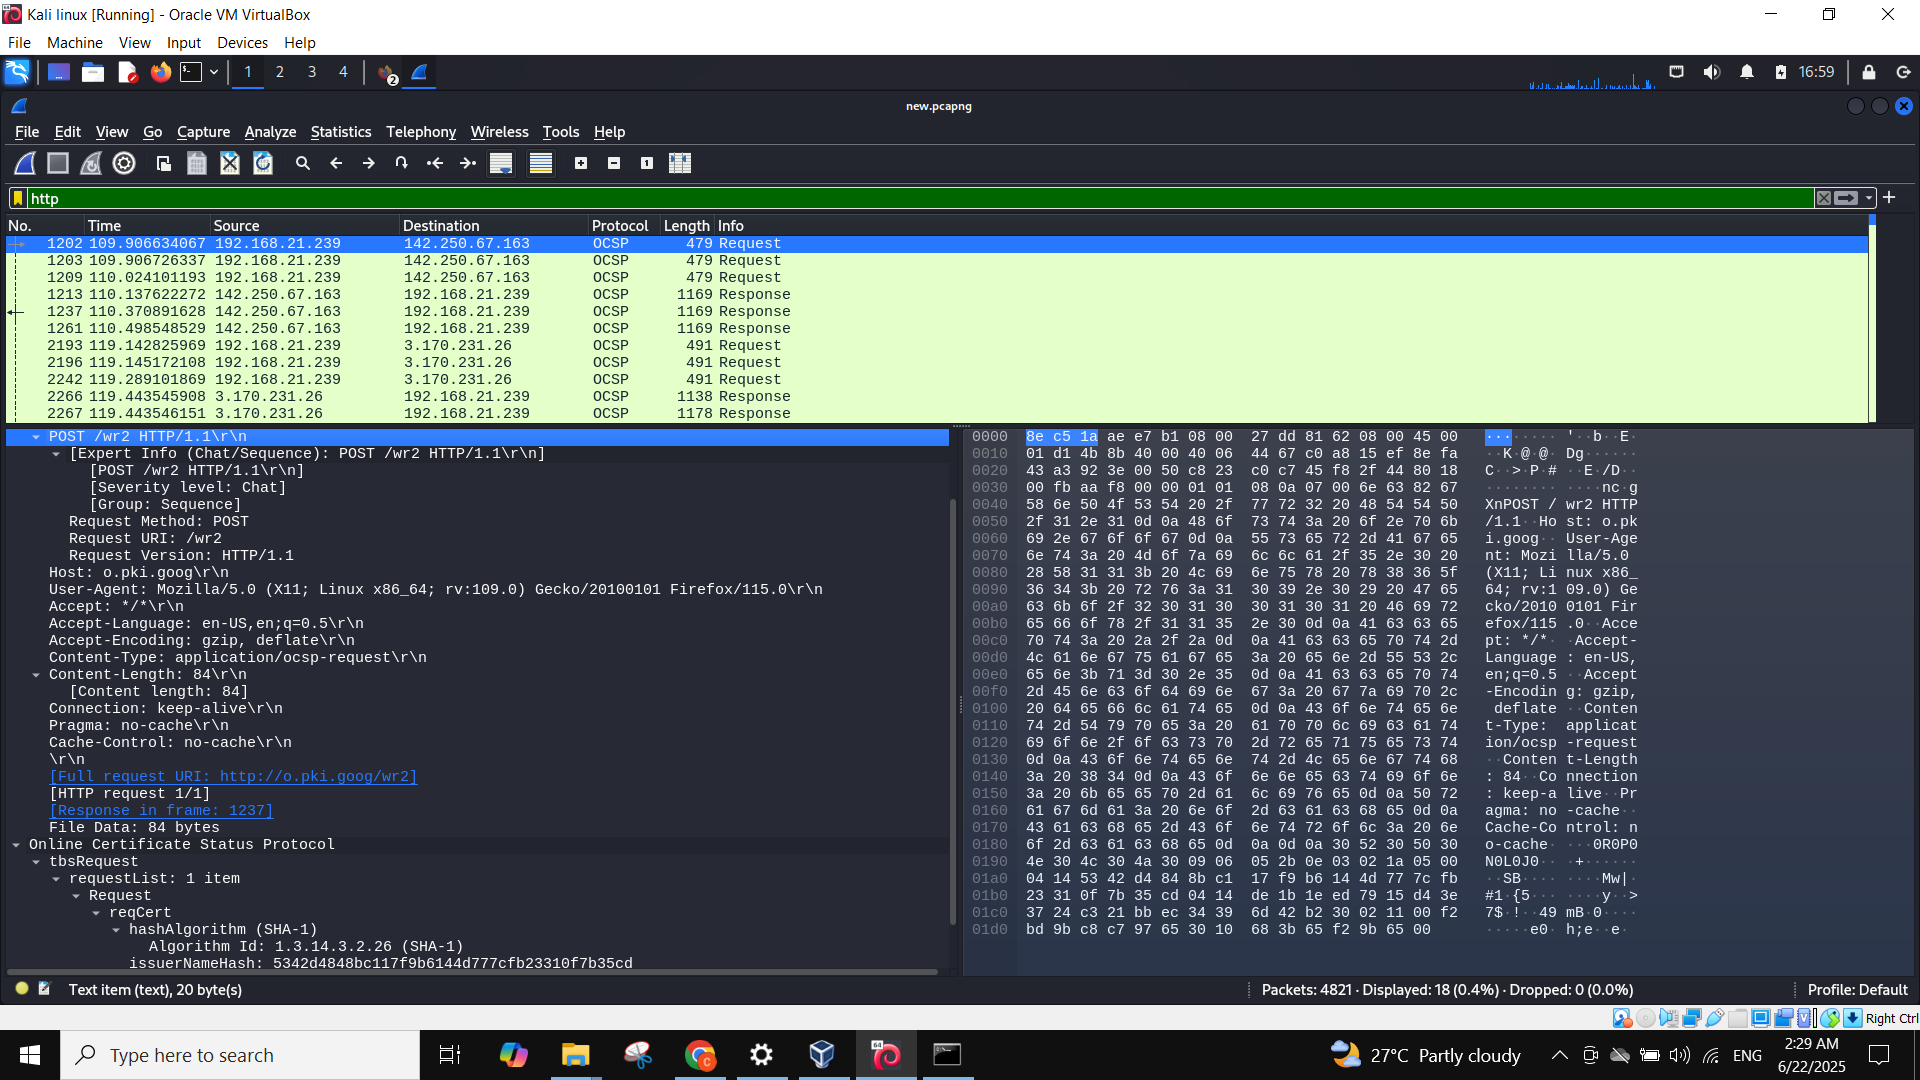 Kali linux [Running] - Oracle VM VirtualBox
File Machine View Input Devices Help
1 2 3 4 2 16:59
new.pcapng
File Edit View Go Capture Analyze Statistics Telephony Wireless Tools Help
http
No. Time Source Destination Protocol Length Info
1202 109.906634067 192.168.21.239 142.250.67.163 OCSP 479 Request
1203 109.906726337 192.168.21.239 142.250.67.163 OCSP 479 Request
1209 110.024101193 192.168.21.239 142.250.67.163 OCSP 479 Request
1213 110.137622272 142.250.67.163 192.168.21.239 OCSP 1169 Response
1237 110.370891628 142.250.67.163 192.168.21.239 OCSP 1169 Response
1261 110.498548529 142.250.67.163 192.168.21.239 OCSP 1169 Response
2193 119.142825969 192.168.21.239 3.170.231.26 OCSP 491 Request
2196 119.145172108 192.168.21.239 3.170.231.26 OCSP 491 Request
2242 119.289101869 192.168.21.239 3.170.231.26 OCSP 491 Request
2266 119.443545908 3.170.231.26 192.168.21.239 OCSP 1138 Response
2267 119.443546151 3.170.231.26 192.168.21.239 OCSP 1178 Response
POST /wr2 HTTP/1.1\r\n
[Expert Info (Chat/Sequence): POST /wr2 HTTP/1.1\r\n]
[POST /wr2 HTTP/1.1\r\n]
[Severity level: Chat]
[Group: Sequence]
Request Method: POST
Request URI: /wr2
Request Version: HTTP/1.1
Host: o.pki.goog\r\n
User-Agent: Mozilla/5.0 (X11; Linux x86_64; rv:109.0) Gecko/20100101 Firefox/115.0\r\n
Accept: */*\r\n
Accept-Language: en-US,en;q=0.5\r\n
Accept-Encoding: gzip, deflate\r\n
Content-Type: application/ocsp-request\r\n
Content-Length: 84\r\n
[Content length: 84]
Connection: keep-alive\r\n
Pragma: no-cache\r\n
Cache-Control: no-cache\r\n
\r\n
[Full request URI: http://o.pki.goog/wr2]
[HTTP request 1/1]
[Response in frame: 1237]
File Data: 84 bytes
Online Certificate Status Protocol
tbsRequest
requestList: 1 item
Request
reqCert
hashAlgorithm (SHA-1)
Algorithm Id: 1.3.14.3.2.26 (SHA-1)
issuerNameHash: 5342d4848bc117f9b6144d777cfb23310f7b35cd
0000 8e c5 1a ae e7 b1 08 00 27 dd 81 62 08 00 45 00 ········ '··b··E·
0010 01 d1 4b 8b 40 00 40 06 44 67 c0 a8 15 ef 8e fa ··K·@·@· Dg······
0020 43 a3 92 3e 00 50 c8 23 c0 c7 45 f8 2f 44 80 18 C··>·P·# ··E·/D··
0030 00 fb aa f8 00 00 01 01 08 0a 07 00 6e 63 82 67 ········ ····nc·g
0040 58 6e 50 4f 53 54 20 2f 77 72 32 20 48 54 54 50 XnPOST / wr2 HTTP
0050 2f 31 2e 31 0d 0a 48 6f 73 74 3a 20 6f 2e 70 6b /1.1··Ho st: o.pk
0060 69 2e 67 6f 6f 67 0d 0a 55 73 65 72 2d 41 67 65 i.goog·· User-Age
0070 6e 74 3a 20 4d 6f 7a 69 6c 6c 61 2f 35 2e 30 20 nt: Mozi lla/5.0
0080 28 58 31 31 3b 20 4c 69 6e 75 78 20 78 38 36 5f (X11; Li nux x86_
0090 36 34 3b 20 72 76 3a 31 30 39 2e 30 29 20 47 65 64; rv:1 09.0) Ge
00a0 63 6b 6f 2f 32 30 31 30 30 31 30 31 20 46 69 72 cko/2010 0101 Fir
00b0 65 66 6f 78 2f 31 31 35 2e 30 0d 0a 41 63 63 65 efox/115 .0··Acce
00c0 70 74 3a 20 2a 2f 2a 0d 0a 41 63 63 65 70 74 2d pt: */*· ·Accept-
00d0 4c 61 6e 67 75 61 67 65 3a 20 65 6e 2d 55 53 2c Language : en-US,
00e0 65 6e 3b 71 3d 30 2e 35 0d 0a 41 63 63 65 70 74 en;q=0.5 ··Accept
00f0 2d 45 6e 63 6f 64 69 6e 67 3a 20 67 7a 69 70 2c -Encodin g: gzip,
0100 20 64 65 66 6c 61 74 65 0d 0a 43 6f 6e 74 65 6e deflate ··Conten
0110 74 2d 54 79 70 65 3a 20 61 70 70 6c 69 63 61 74 t-Type: applicat
0120 69 6f 6e 2f 6f 63 73 70 2d 72 65 71 75 65 73 74 ion/ocsp -request
0130 0d 0a 43 6f 6e 74 65 6e 74 2d 4c 65 6e 67 74 68 ··Conten t-Length
0140 3a 20 38 34 0d 0a 43 6f 6e 6e 65 63 74 69 6f 6e : 84··Co nnection
0150 3a 20 6b 65 65 70 2d 61 6c 69 76 65 0d 0a 50 72 : keep-a live··Pr
0160 61 67 6d 61 3a 20 6e 6f 2d 63 61 63 68 65 0d 0a agma: no -cache··
0170 43 61 63 68 65 2d 43 6f 6e 74 72 6f 6c 3a 20 6e Cache-Co ntrol: n
0180 6f 2d 63 61 63 68 65 0d 0a 0d 0a 30 52 30 50 30 o-cache· ···0R0P0
0190 4e 30 4c 30 4a 30 09 06 05 2b 0e 03 02 1a 05 00 N0L0J0·· ·+······
01a0 04 14 53 42 d4 84 8b c1 17 f9 b6 14 4d 77 7c fb ··SB···· ····Mw|·
01b0 23 31 0f 7b 35 cd 04 14 de 1b 1e ed 79 15 d4 3e #1·{5··· ····y··>
01c0 37 24 c3 21 bb ec 34 39 6d 42 b2 30 02 11 00 f2 7$·!··49 mB·0····
01d0 bd 9b c8 c7 97 65 30 10 68 3b 65 f2 9b 65 00 ·····e0· h;e··e·
Text item (text), 20 byte(s)
Packets: 4821 · Displayed: 18 (0.4%) · Dropped: 0 (0.0%)
Profile: Default
Right Ctrl
Type here to search
27°C Partly cloudy
ENG
2:29 AM
6/22/2025